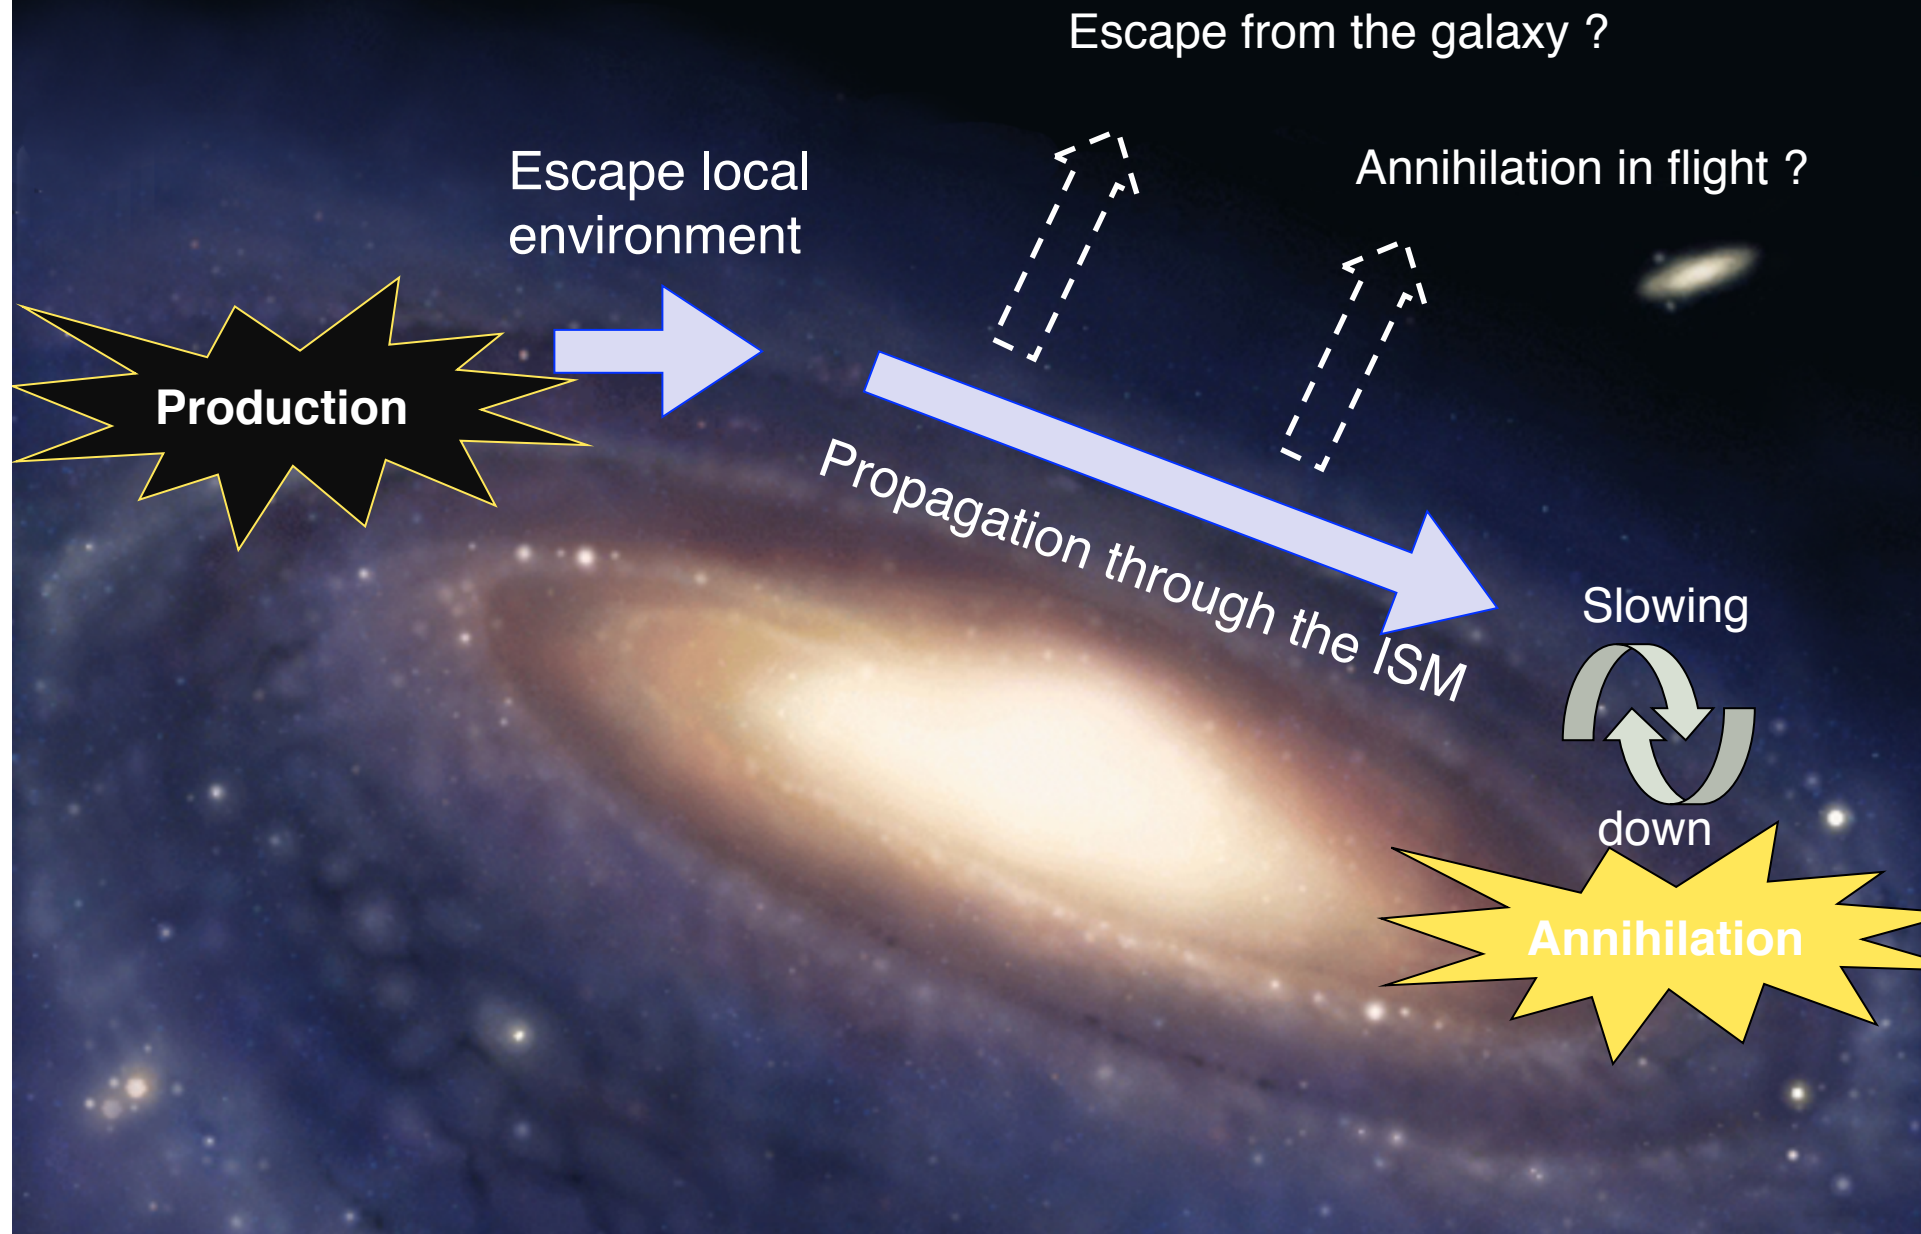 Escape from the galaxy ?
Annihilation in flight ?
Escape local
environment
Production
Propagation through the ISM
Slowing
down
Annihilation